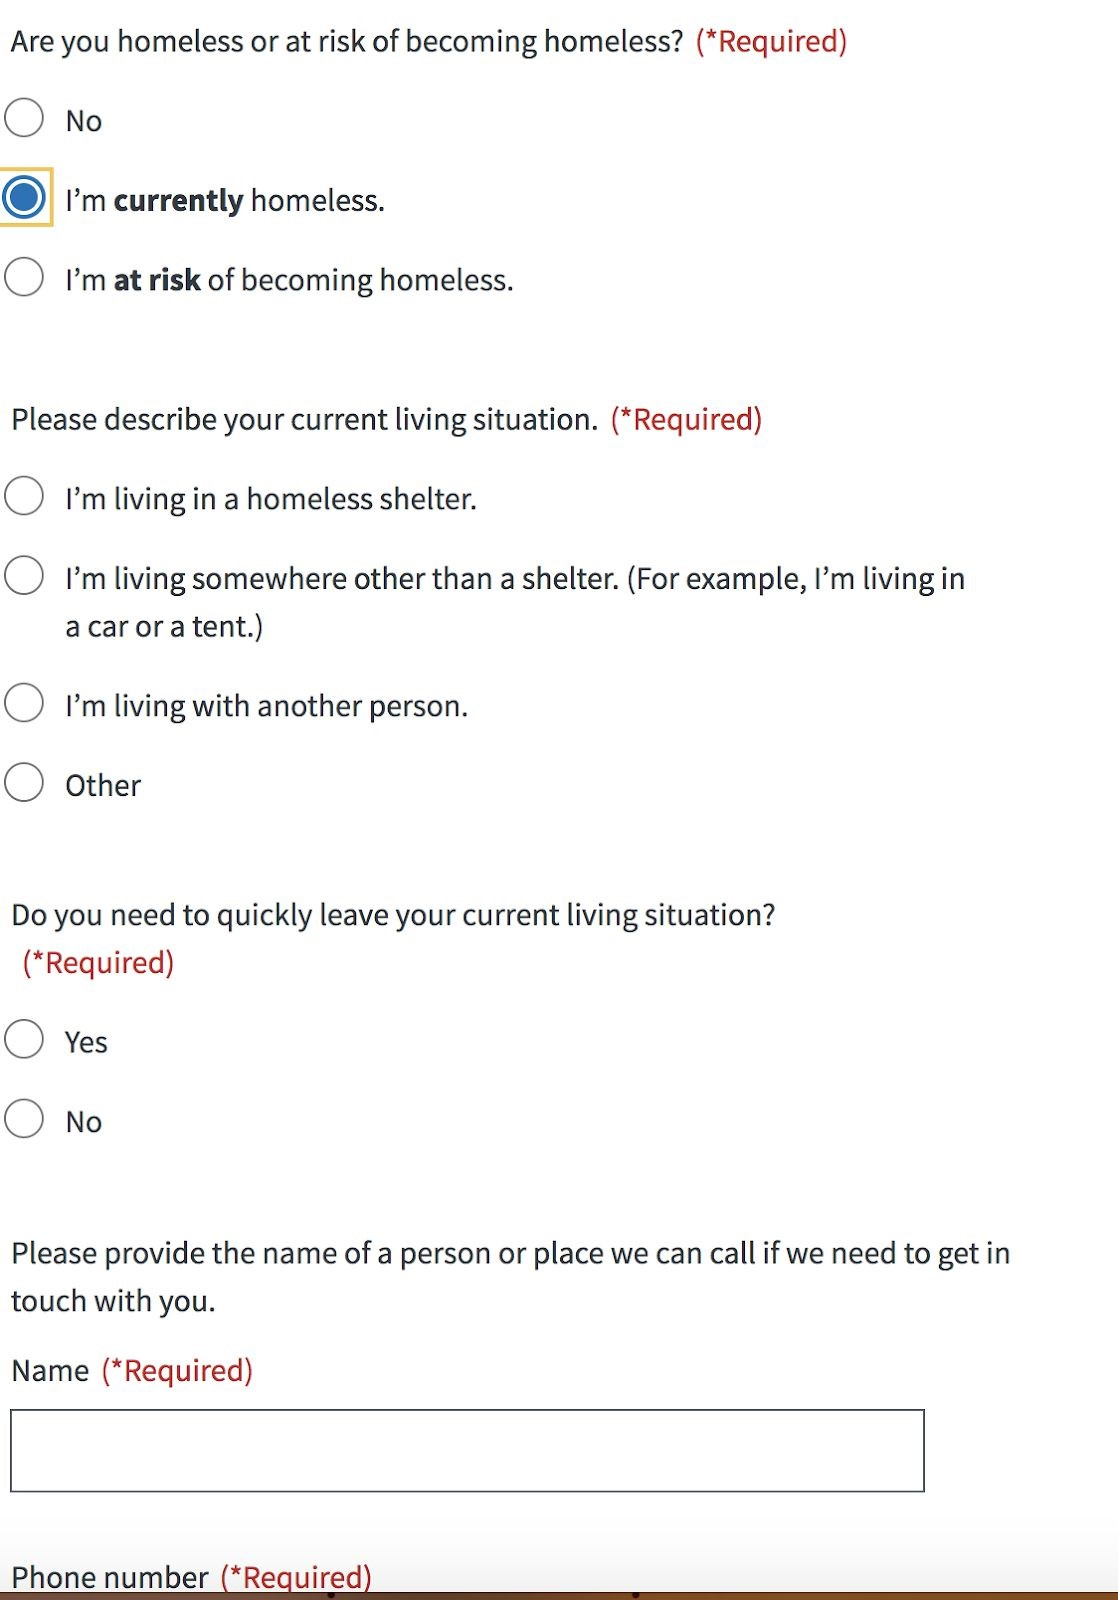 Are you homeless or at risk of becoming homeless? (*Required)
No
I’m currently homeless.
I’m at risk of becoming homeless.
Please describe your current living situation. (*Required)
I’m living in a homeless shelter.
I’m living somewhere other than a shelter. (For example, I’m living in
a car or a tent.)
I’m living with another person.
Other
Do you need to quickly leave your current living situation?
(*Required)
Yes
No
Please provide the name of a person or place we can call if we need to get in
touch with you.
Name (*Required)
Phone number (*Required)